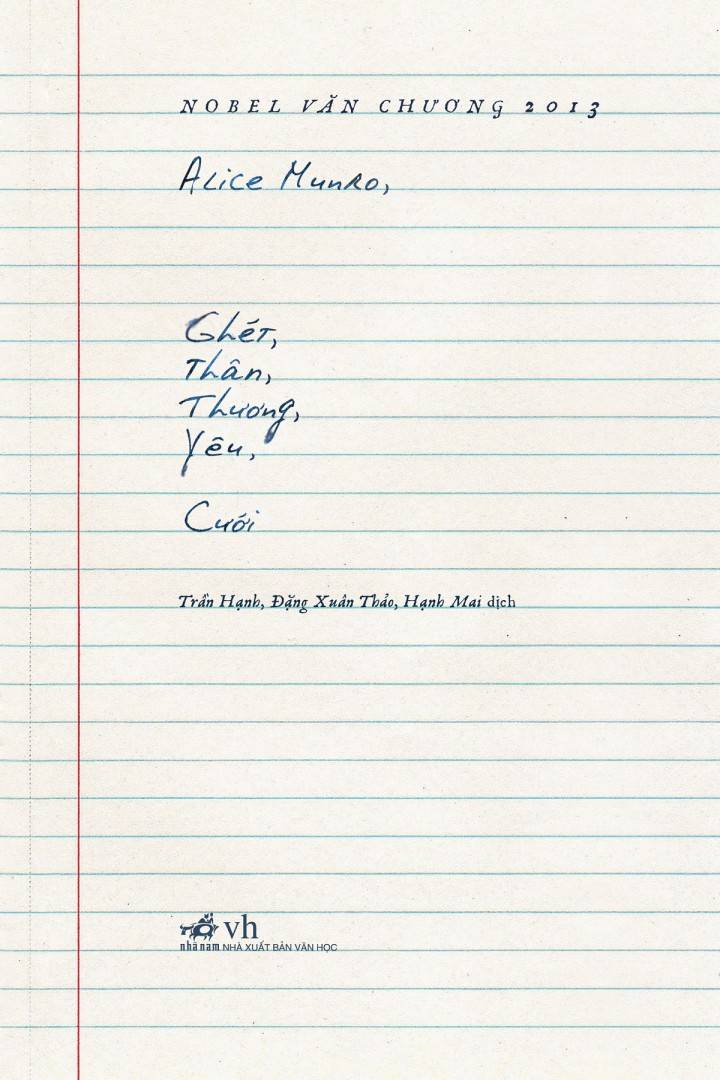 NOBEL VĂN CHƯƠNG 2013
Alice Munro,
Ghét,
Thân,
Thương,
Yêu,
Cưới
Trần Hạnh, Đặng Xuân Thảo, Hạnh Mai dịch
vh
nhã nam NHÀ XUẤT BẢN VĂN HỌC